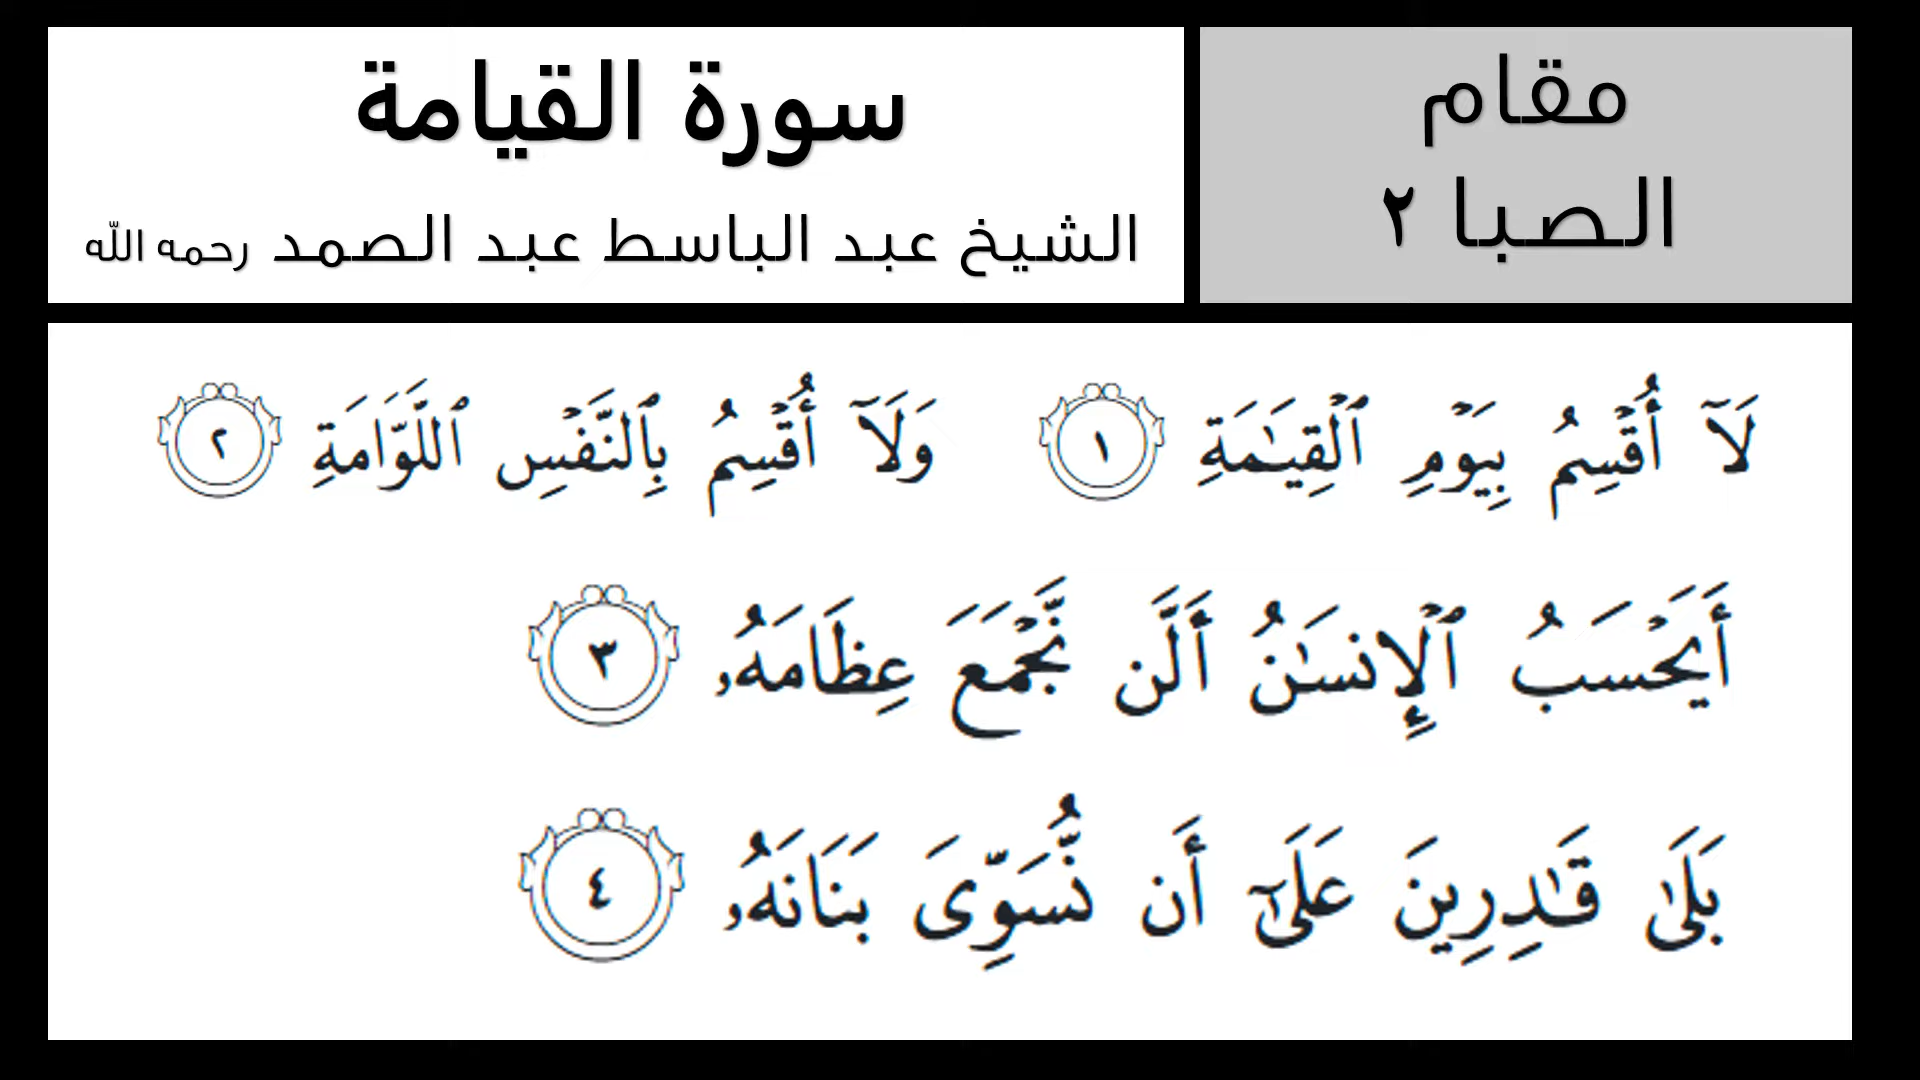 سورة القيامة
الشيخ عبد الباسط عبد الصمد رحمه الله
مقام
الصبا ٢
لَآ أُقۡسِمُ بِيَوۡمِ ٱلۡقِيَٰمَةِ ١ وَلَآ أُقۡسِمُ بِٱلنَّفۡسِ ٱللَّوَّامَةِ ٢
أَيَحۡسَبُ ٱلۡإِنسَٰنُ أَلَّن نَّجۡمَعَ عِظَامَهُۥ ٣
بَلَىٰ قَٰدِرِينَ عَلَىٰٓ أَن نُّسَوِّىَ بَنَانَهُۥ ٤